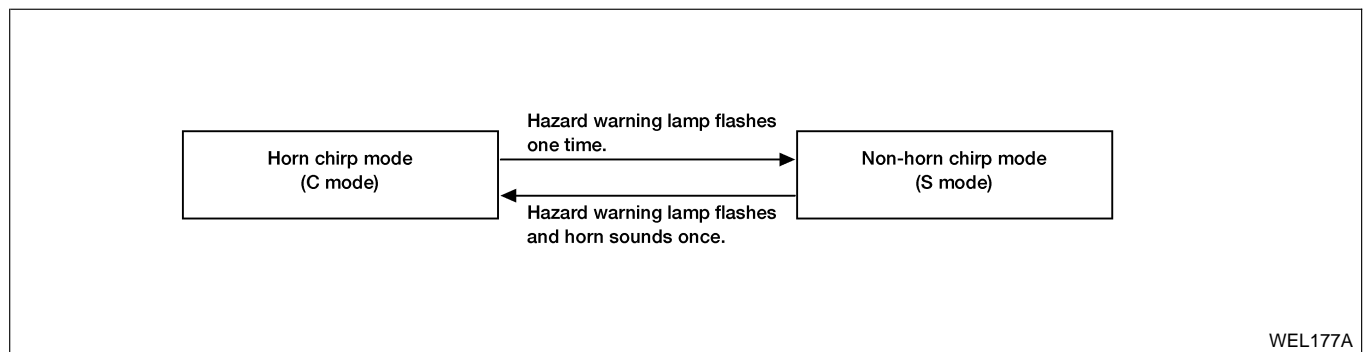 Hazard warning lamp flashes
one time.
Horn chirp mode
(C mode)
Non-horn chirp mode
(S mode)
Hazard warning lamp flashes
and horn sounds once.
WEL177A